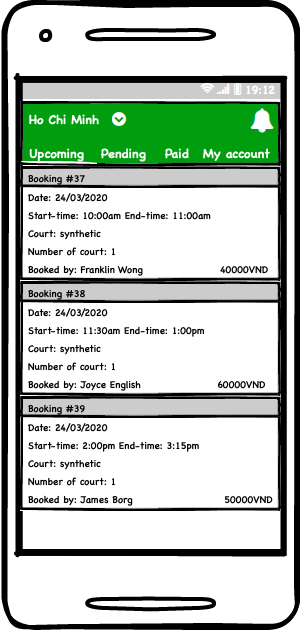 19:12
Ho Chi Minh
Upcoming Pending Paid My account
Booking #37
Date: 24/03/2020
Start-time: 10:00am End-time: 11:00am
Court: synthetic
Number of court: 1
Booked by: Franklin Wong 40000VND
Booking #38
Date: 24/03/2020
Start-time: 11:30am End-time: 1:00pm
Court: synthetic
Number of court: 1
Booked by: Joyce English 60000VND
Booking #39
Date: 24/03/2020
Start-time: 2:00pm End-time: 3:15pm
Court: synthetic
Number of court: 1
Booked by: James Borg 50000VND